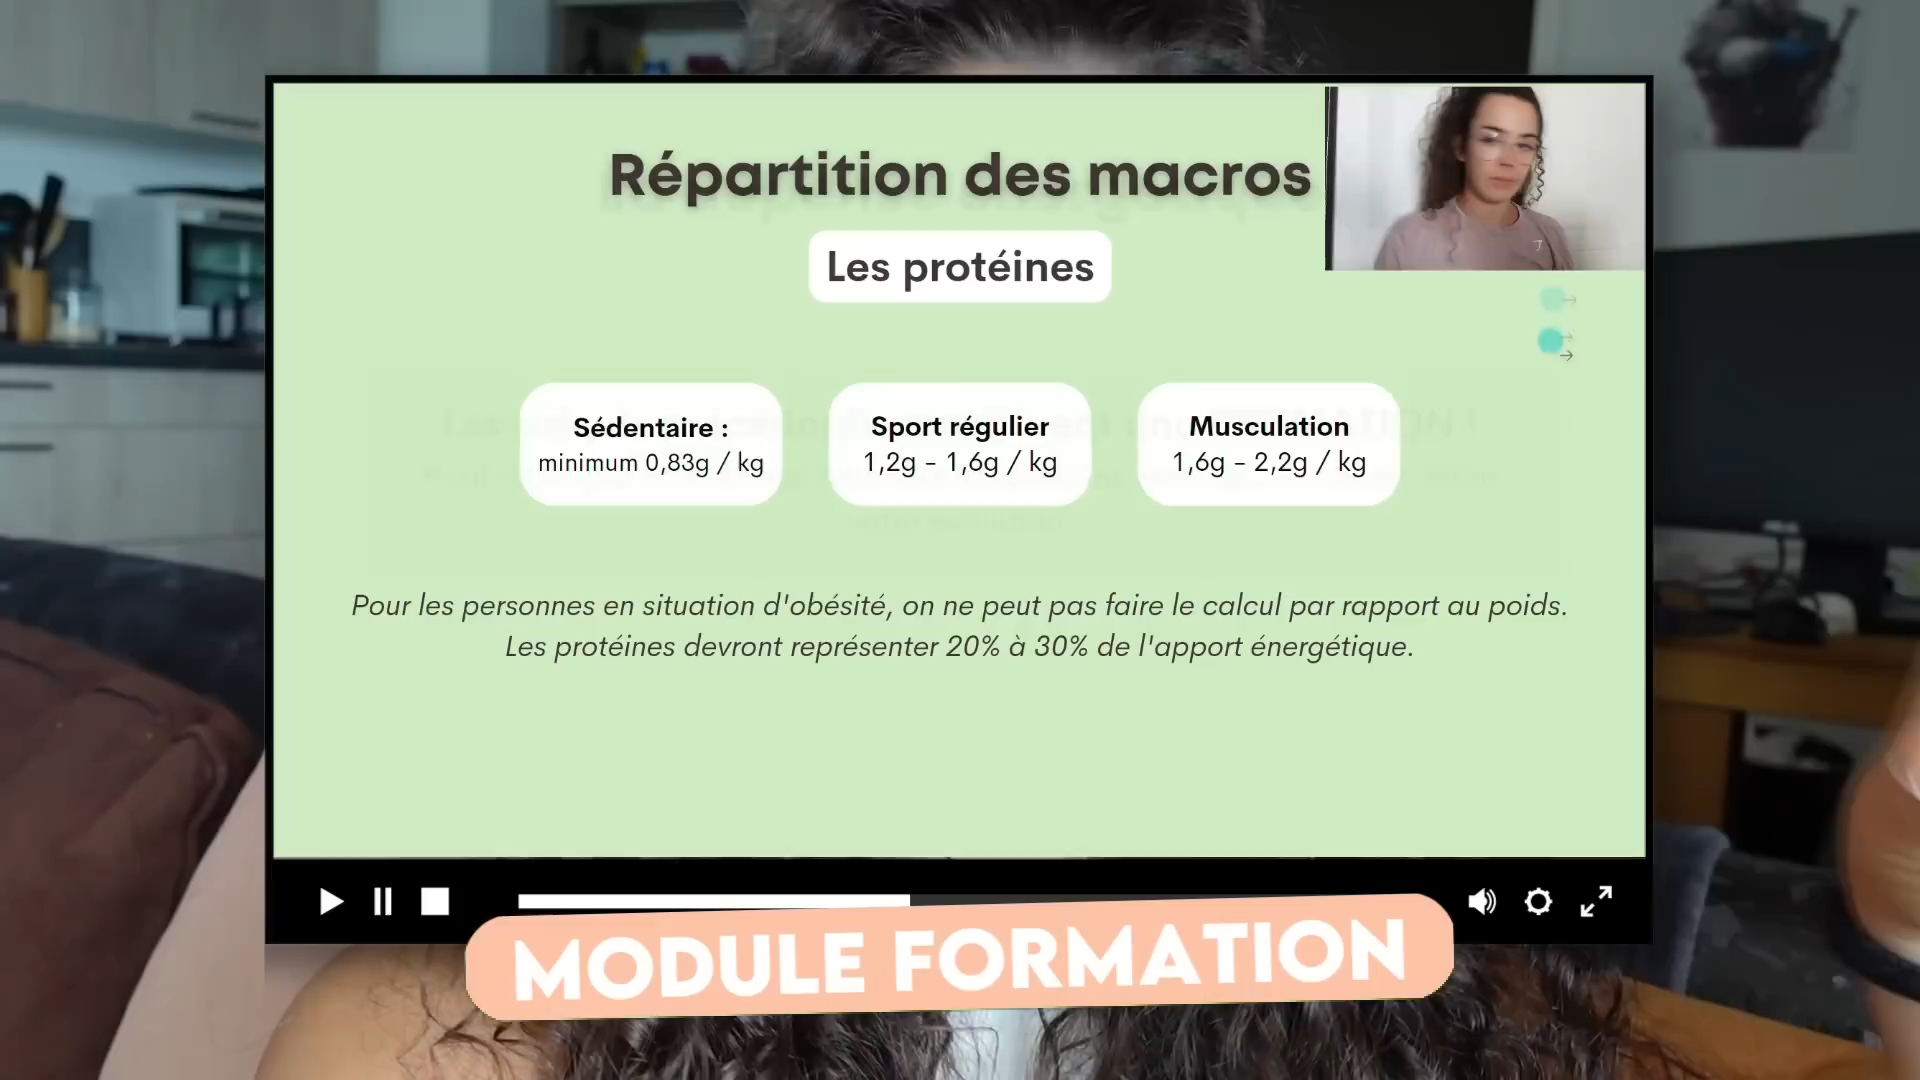 Répartition des macros
Les protéines
Sédentaire :
minimum 0,83g / kg
Sport régulier
1,2g - 1,6g / kg
Musculation
1,6g - 2,2g / kg
Pour les personnes en situation d'obésité, on ne peut pas faire le calcul par rapport au poids.
Les protéines devront représenter 20% à 30% de l'apport énergétique.
MODULE FORMATION